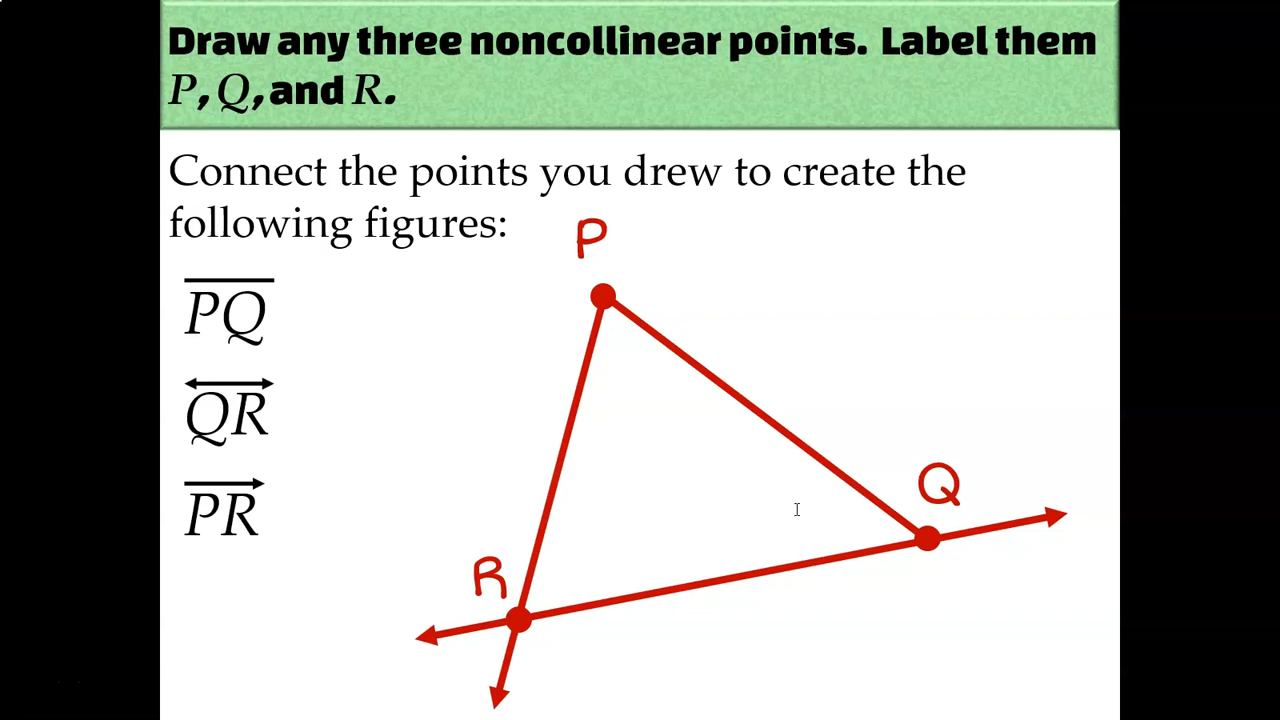 Draw any three noncollinear points. Label them
P, Q, and R.
Connect the points you drew to create the
following figures:
P
PQ
QR
Q
PR
R